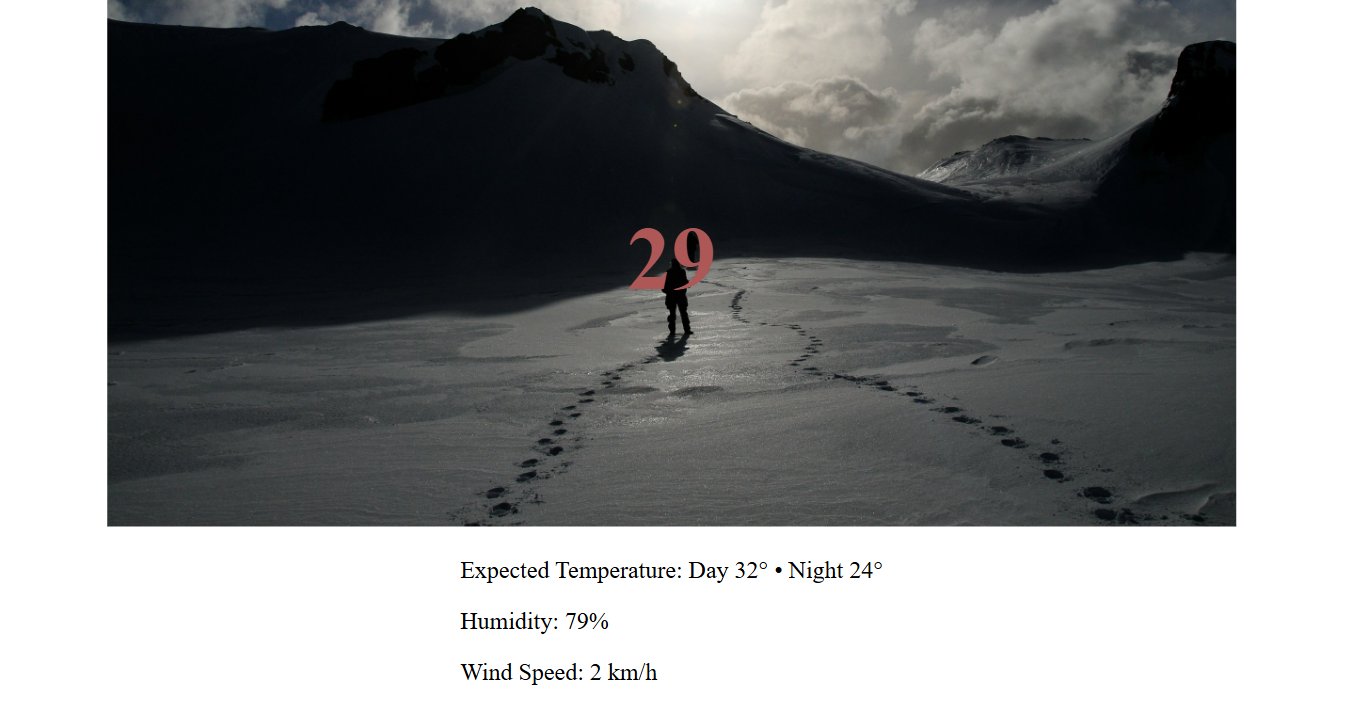 29
Expected Temperature: Day 32° • Night 24°
Humidity: 79%
Wind Speed: 2 km/h